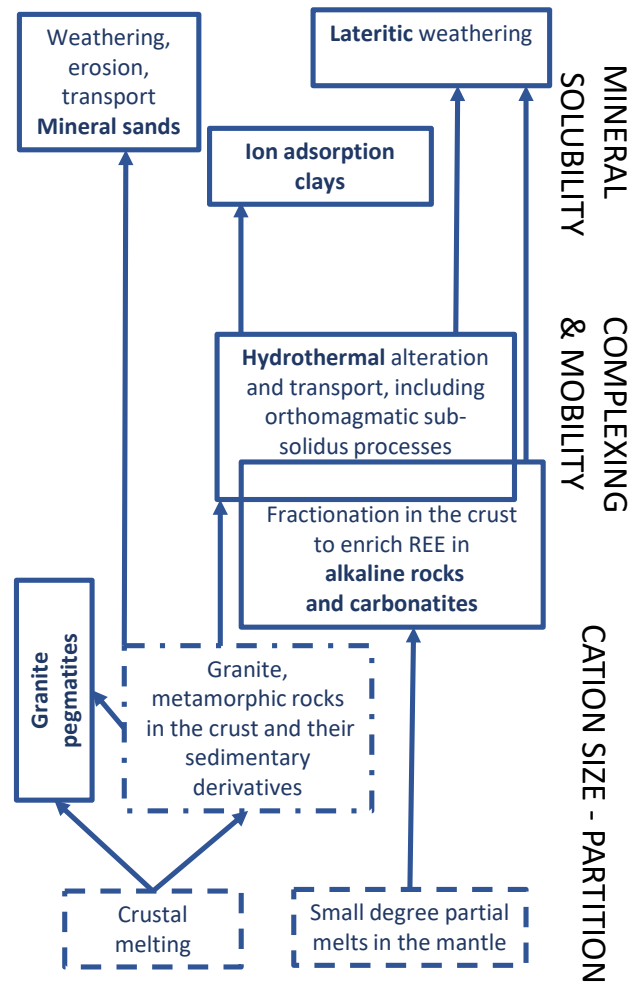 Weathering,
erosion,
transport
Mineral sands
Lateritic weathering
Ion adsorption
clays
Hydrothermal alteration
and transport, including
orthomagmatic sub-
solidus processes
Fractionation in the crust
to enrich REE in
alkaline rocks
and carbonatites
Granite
pegmatites
Granite,
metamorphic rocks
in the crust and their
sedimentary
derivatives
Crustal
melting
Small degree partial
melts in the mantle
MINERAL
SOLUBILITY
COMPLEXING
& MOBILITY
CATION SIZE - PARTITION